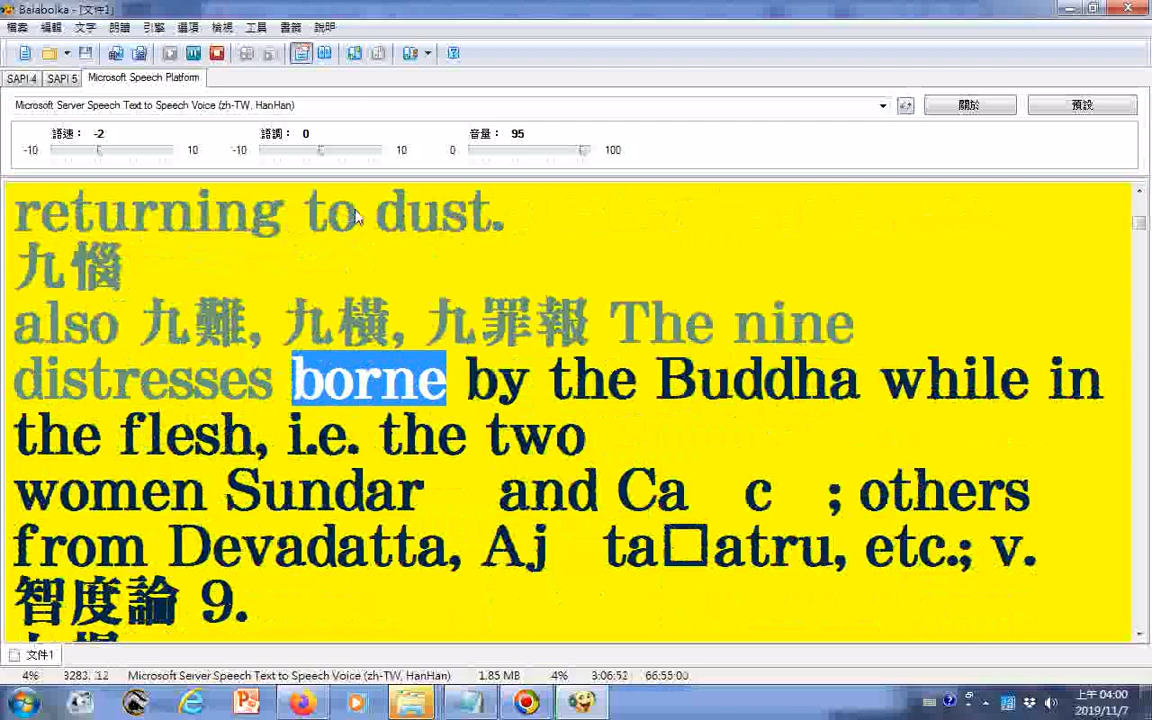 Balabolka - [文件1]
檔案 編輯 文字 朗讀 引擎 選項 檢視 工具 書籤 說明
SAPI 4 SAPI 5 Microsoft Speech Platform
Microsoft Server Speech Text to Speech Voice (zh-TW, HanHan) 關於 預設
語速： -2 語調： 0 音量： 95
-10 10 -10 10 0 100
returning to dust.
九惱
also 九難, 九橫, 九罪報 The nine
distresses borne by the Buddha while in
the flesh, i.e. the two
women Sundar and Ca c ; others
from Devadatta, Aj ta□atru, etc.; v.
智度論 9.
文件1
4% 3283, 12 Microsoft Server Speech Text to Speech Voice (zh-TW, HanHan) 1.85 MB 4% 3:06:52 66:55:00
上午 04:00
2019/11/7